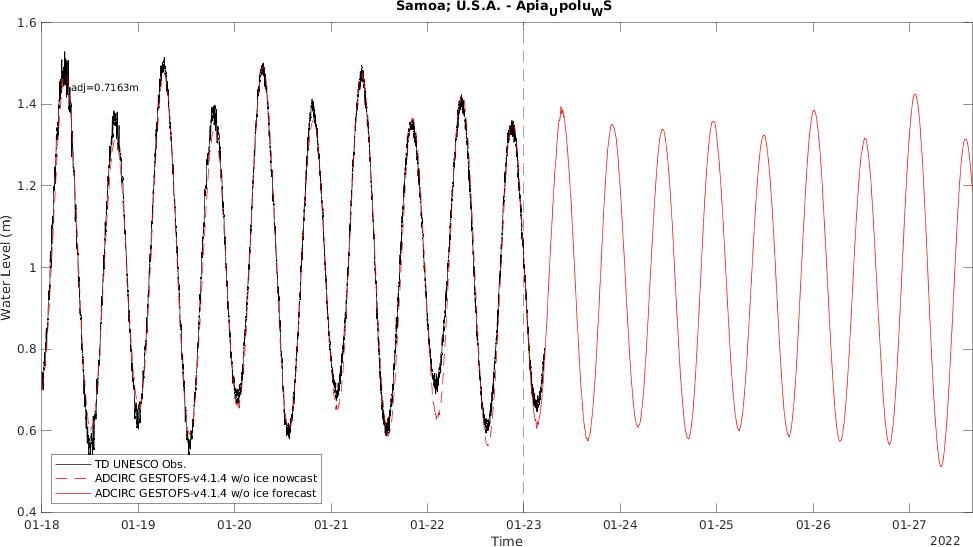 Samoa; U.S.A. - ApiaUpoluWS
1.6
1.4
1.2
1
0.8
0.6
0.4
Water Level (m)
adj=0.7163m
TD UNESCO Obs.
ADCIRC GESTOFS-v4.1.4 w/o ice nowcast
ADCIRC GESTOFS-v4.1.4 w/o ice forecast
01-18 01-19 01-20 01-21 01-22 01-23 01-24 01-25 01-26 01-27
Time
2022